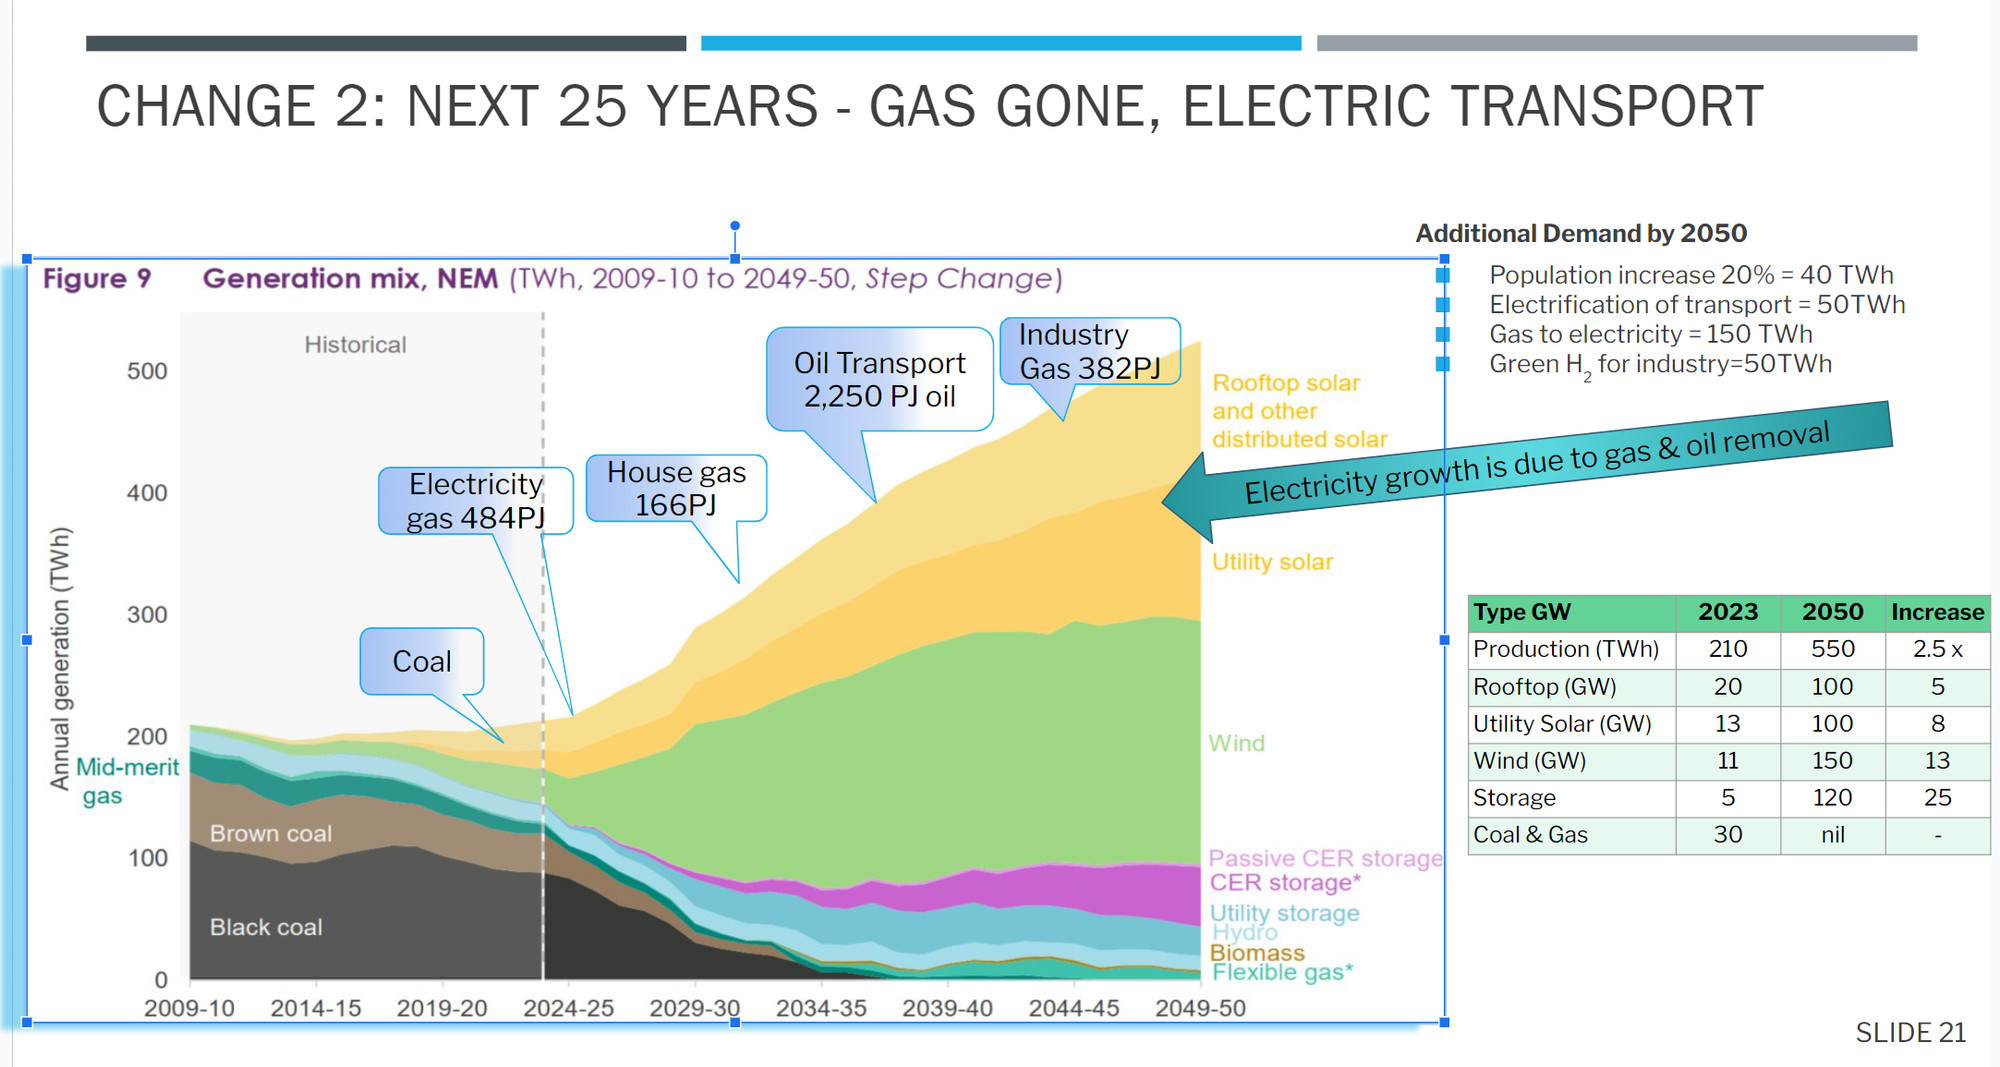 CHANGE 2: NEXT 25 YEARS - GAS GONE, ELECTRIC TRANSPORT
Additional Demand by 2050
Population increase 20% = 40 TWh
Electrification of transport = 50TWh
Gas to electricity = 150 TWh
Green H2 for industry=50TWh
Figure 9 Generation mix, NEM (TWh, 2009-10 to 2049-50, Step Change)
Historical
Annual generation (TWh)
500
400
300
200
100
0
Oil Transport
2,250 PJ oil
Industry
Gas 382PJ
Electricity
gas 484PJ
House gas
166PJ
Coal
Mid-merit
gas
Brown coal
Black coal
Rooftop solar
and other
distributed solar
Utility solar
Wind
Passive CER storage
CER storage*
Utility storage
Hydro
Biomass
Flexible gas*
2009-10 2014-15 2019-20 2024-25 2029-30 2034-35 2039-40 2044-45 2049-50
Electricity growth is due to gas & oil removal
Type GW 2023 2050 Increase
Production (TWh) 210 550 2.5 x
Rooftop (GW) 20 100 5
Utility Solar (GW) 13 100 8
Wind (GW) 11 150 13
Storage 5 120 25
Coal & Gas 30 nil -
SLIDE 21